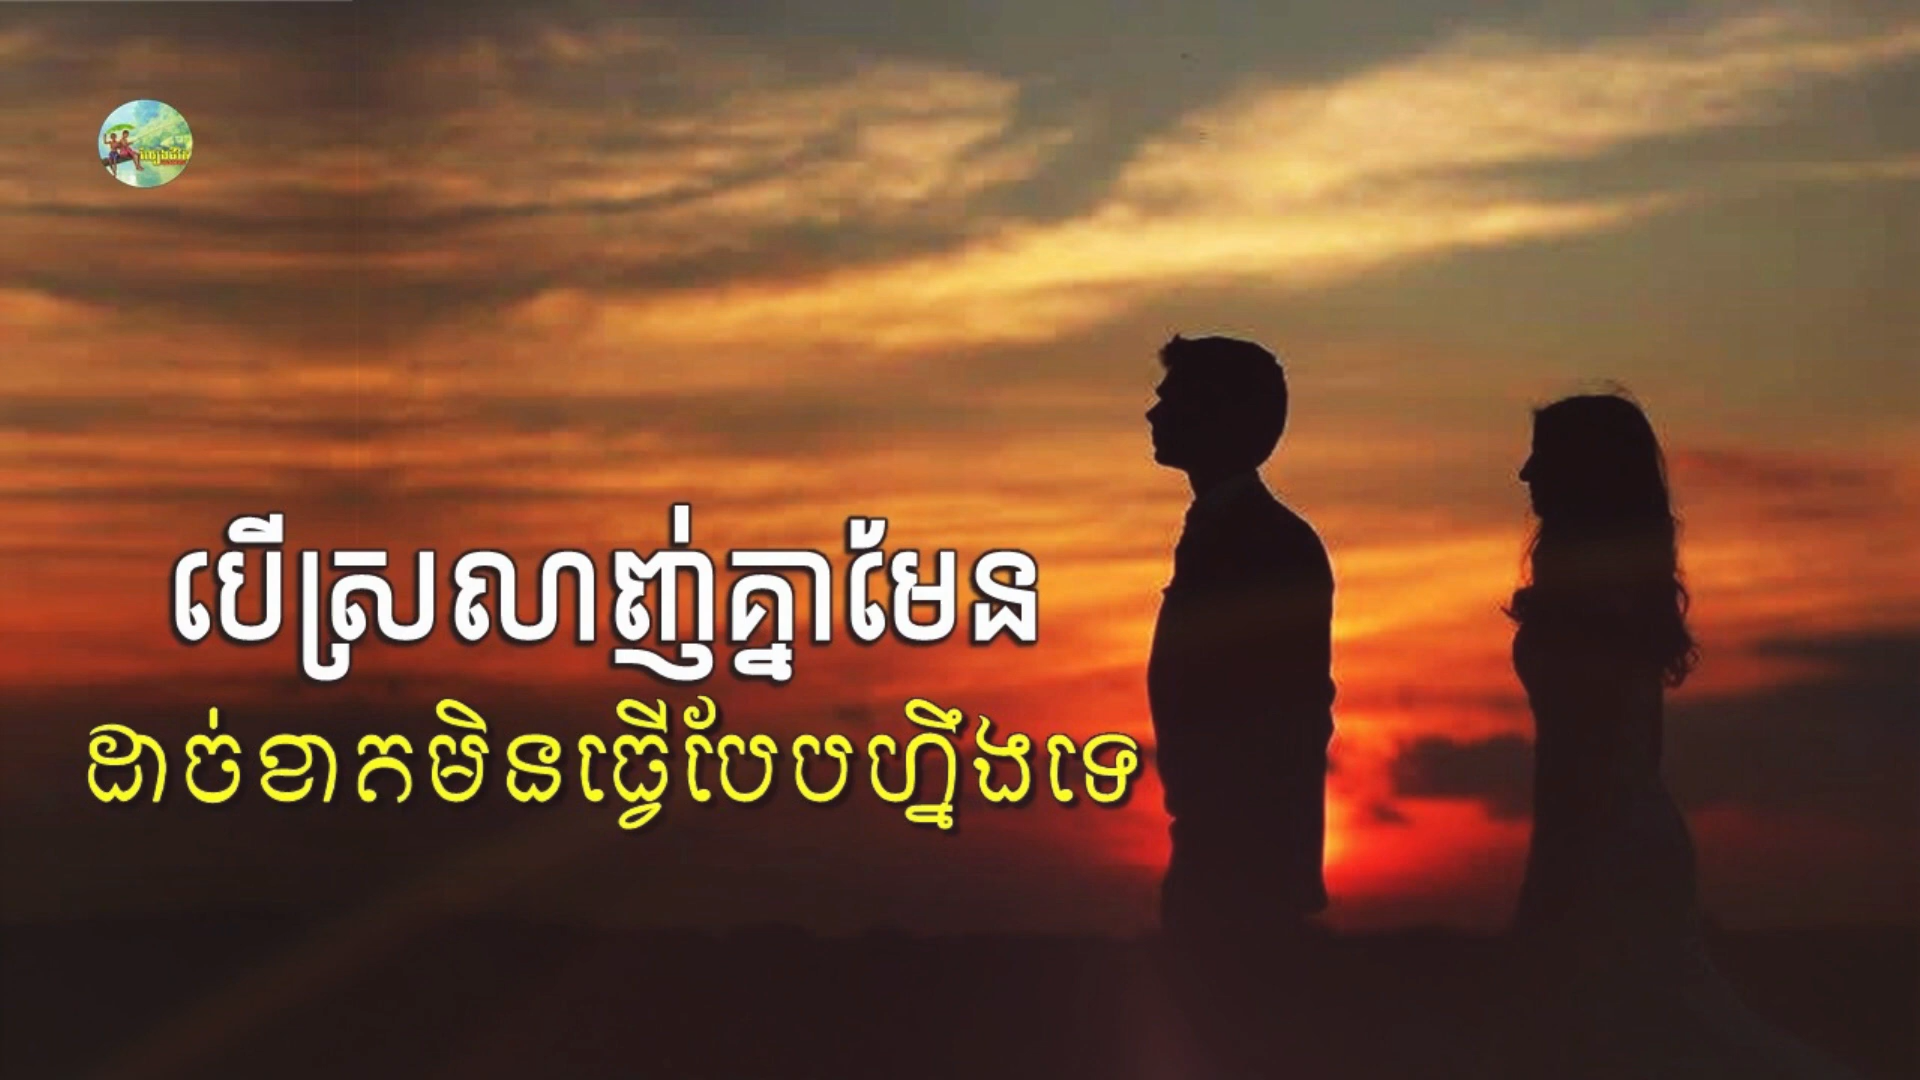 បើស្រលាញ់គ្នាមែន
ដាច់ខាតមិនធ្វើបែបហ្នឹងទេ